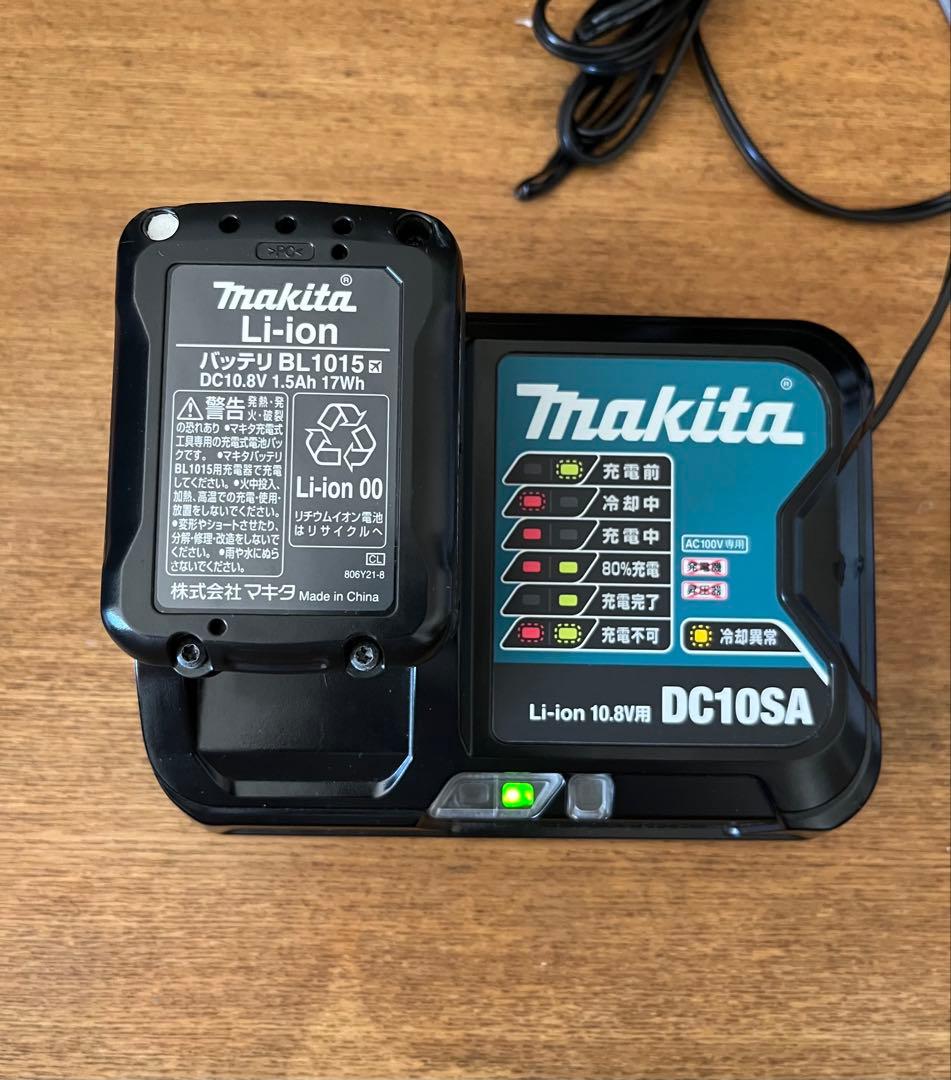 >PC<
makita®
Li-ion
バッテリ BL1015
DC10.8V 1.5Ah 17Wh
警告 発熱・発
火・破裂
の恐れあり ●マキタ充電式
工具専用の充電式電池パッ
クです。 ●マキタバッテリ
BL1015用充電器で充電
してください。●火中投入、
加熱、高温での充電・使用・
放置をしないでください。
●変形やショートさせたり、
分解・修理・改造をしないで
ください。●雨や水にぬら
さないでください。
Li-ion 00
リチウムイオン電池
はリサイクルへ
CL
806Y21-8
株式会社 マキタ Made in China
makita®
充電前
冷却中
充電中
80%充電
充電完了
充電不可
AC100V専用
発電機
昇圧器
冷却異常
Li-ion 10.8V用 DC10SA